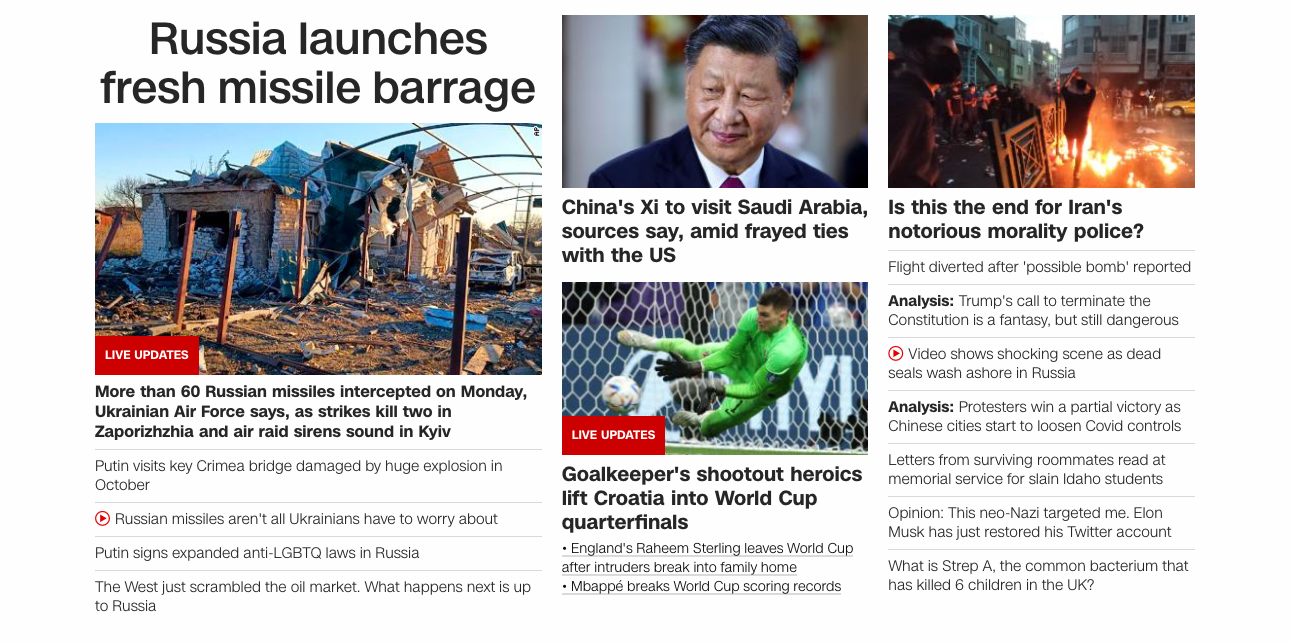 Russia launches
fresh missile barrage
AP
LIVE UPDATES
More than 60 Russian missiles intercepted on Monday,
Ukrainian Air Force says, as strikes kill two in
Zaporizhzhia and air raid sirens sound in Kyiv
Putin visits key Crimea bridge damaged by huge explosion in
October
Russian missiles aren't all Ukrainians have to worry about
Putin signs expanded anti-LGBTQ laws in Russia
The West just scrambled the oil market. What happens next is up
to Russia
China's Xi to visit Saudi Arabia,
sources say, amid frayed ties
with the US
LIVE UPDATES
Goalkeeper's shootout heroics
lift Croatia into World Cup
quarterfinals
• England's Raheem Sterling leaves World Cup
after intruders break into family home
• Mbappé breaks World Cup scoring records
Is this the end for Iran's
notorious morality police?
Flight diverted after 'possible bomb' reported
Analysis: Trump's call to terminate the
Constitution is a fantasy, but still dangerous
Video shows shocking scene as dead
seals wash ashore in Russia
Analysis: Protesters win a partial victory as
Chinese cities start to loosen Covid controls
Letters from surviving roommates read at
memorial service for slain Idaho students
Opinion: This neo-Nazi targeted me. Elon
Musk has just restored his Twitter account
What is Strep A, the common bacterium that
has killed 6 children in the UK?